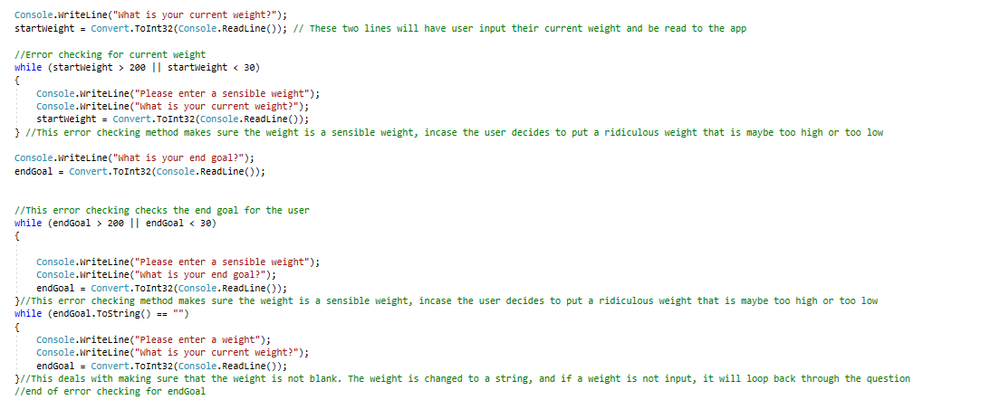 Console.WriteLine("What is your current weight?");
startWeight = Convert.ToInt32(Console.ReadLine()); // These two lines will have user input their current weight and be read to the app
//Error checking for current weight
while (startWeight > 200 || startWeight < 30)
{
Console.WriteLine("Please enter a sensible weight");
Console.WriteLine("What is your current weight?");
startWeight = Convert.ToInt32(Console.ReadLine());
} //This error checking method makes sure the weight is a sensible weight, incase the user decides to put a ridiculous weight that is maybe too high or too low
Console.WriteLine("What is your end goal?");
endGoal = Convert.ToInt32(Console.ReadLine());
//This error checking checks the end goal for the user
while (endGoal > 200 || endGoal < 30)
{
Console.WriteLine("Please enter a sensible weight");
Console.WriteLine("What is your end goal?");
endGoal = Convert.ToInt32(Console.ReadLine());
}//This error checking method makes sure the weight is a sensible weight, incase the user decides to put a ridiculous weight that is maybe too high or too low
while (endGoal.ToString() == "")
{
Console.WriteLine("Please enter a weight");
Console.WriteLine("What is your current weight?");
endGoal = Convert.ToInt32(Console.ReadLine());
}//This deals with making sure that the weight is not blank. The weight is changed to a string, and if a weight is not input, it will loop back through the question
//end of error checking for endGoal